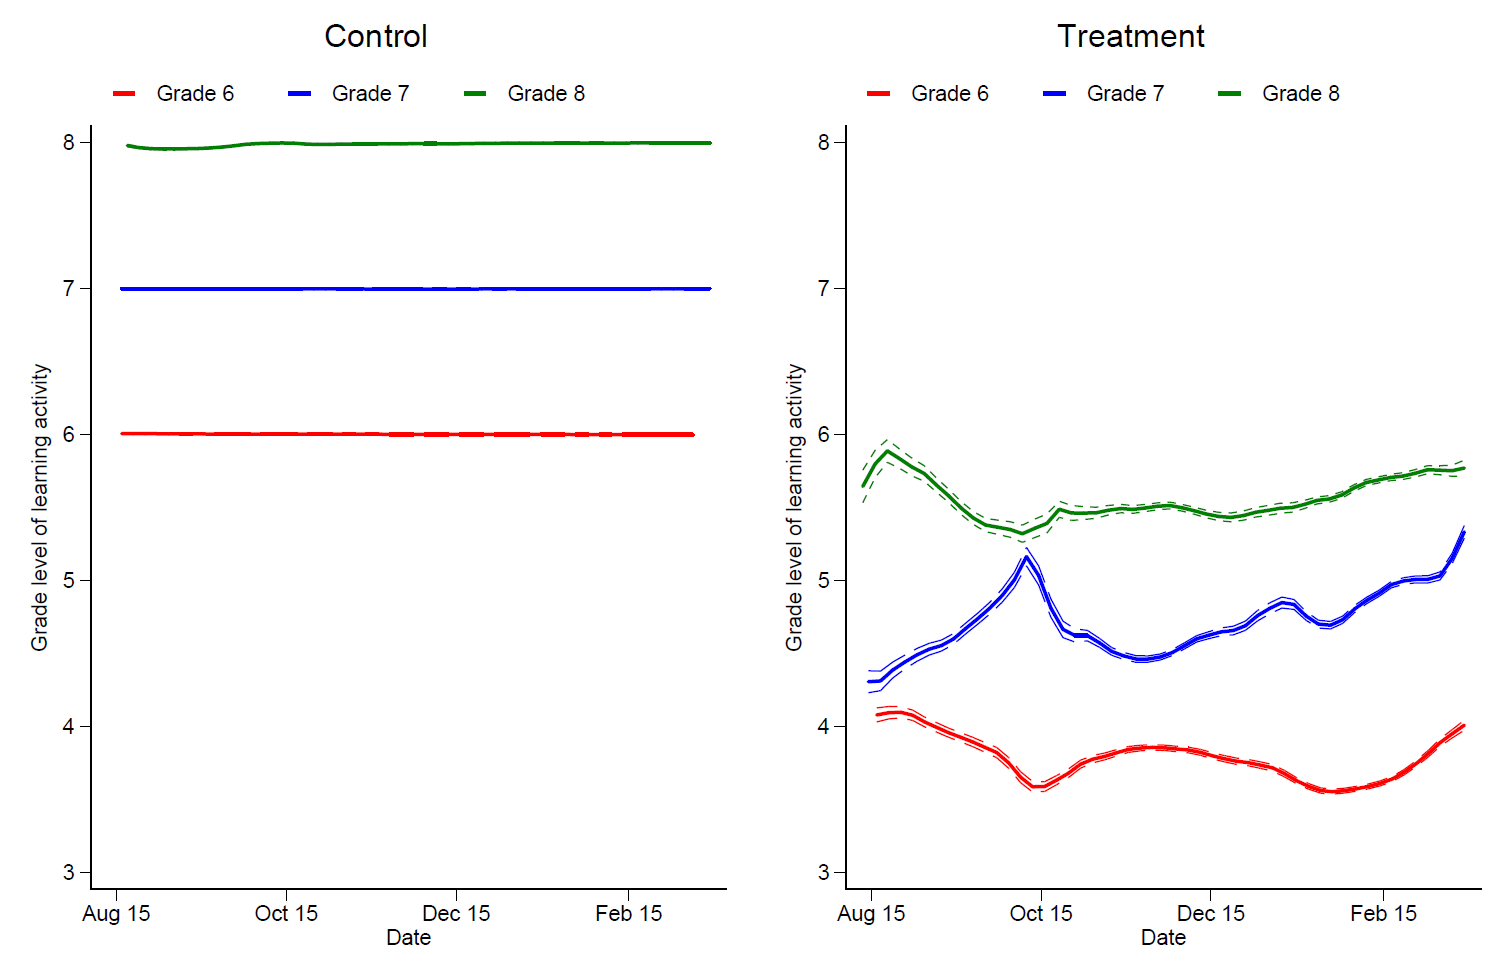 Control
Grade 6 Grade 7 Grade 8
8
7
6
5
4
3
Grade level of learning activity
Aug 15 Oct 15 Dec 15 Feb 15
Date
Treatment
Grade 6 Grade 7 Grade 8
8
7
6
5
4
3
Grade level of learning activity
Aug 15 Oct 15 Dec 15 Feb 15
Date